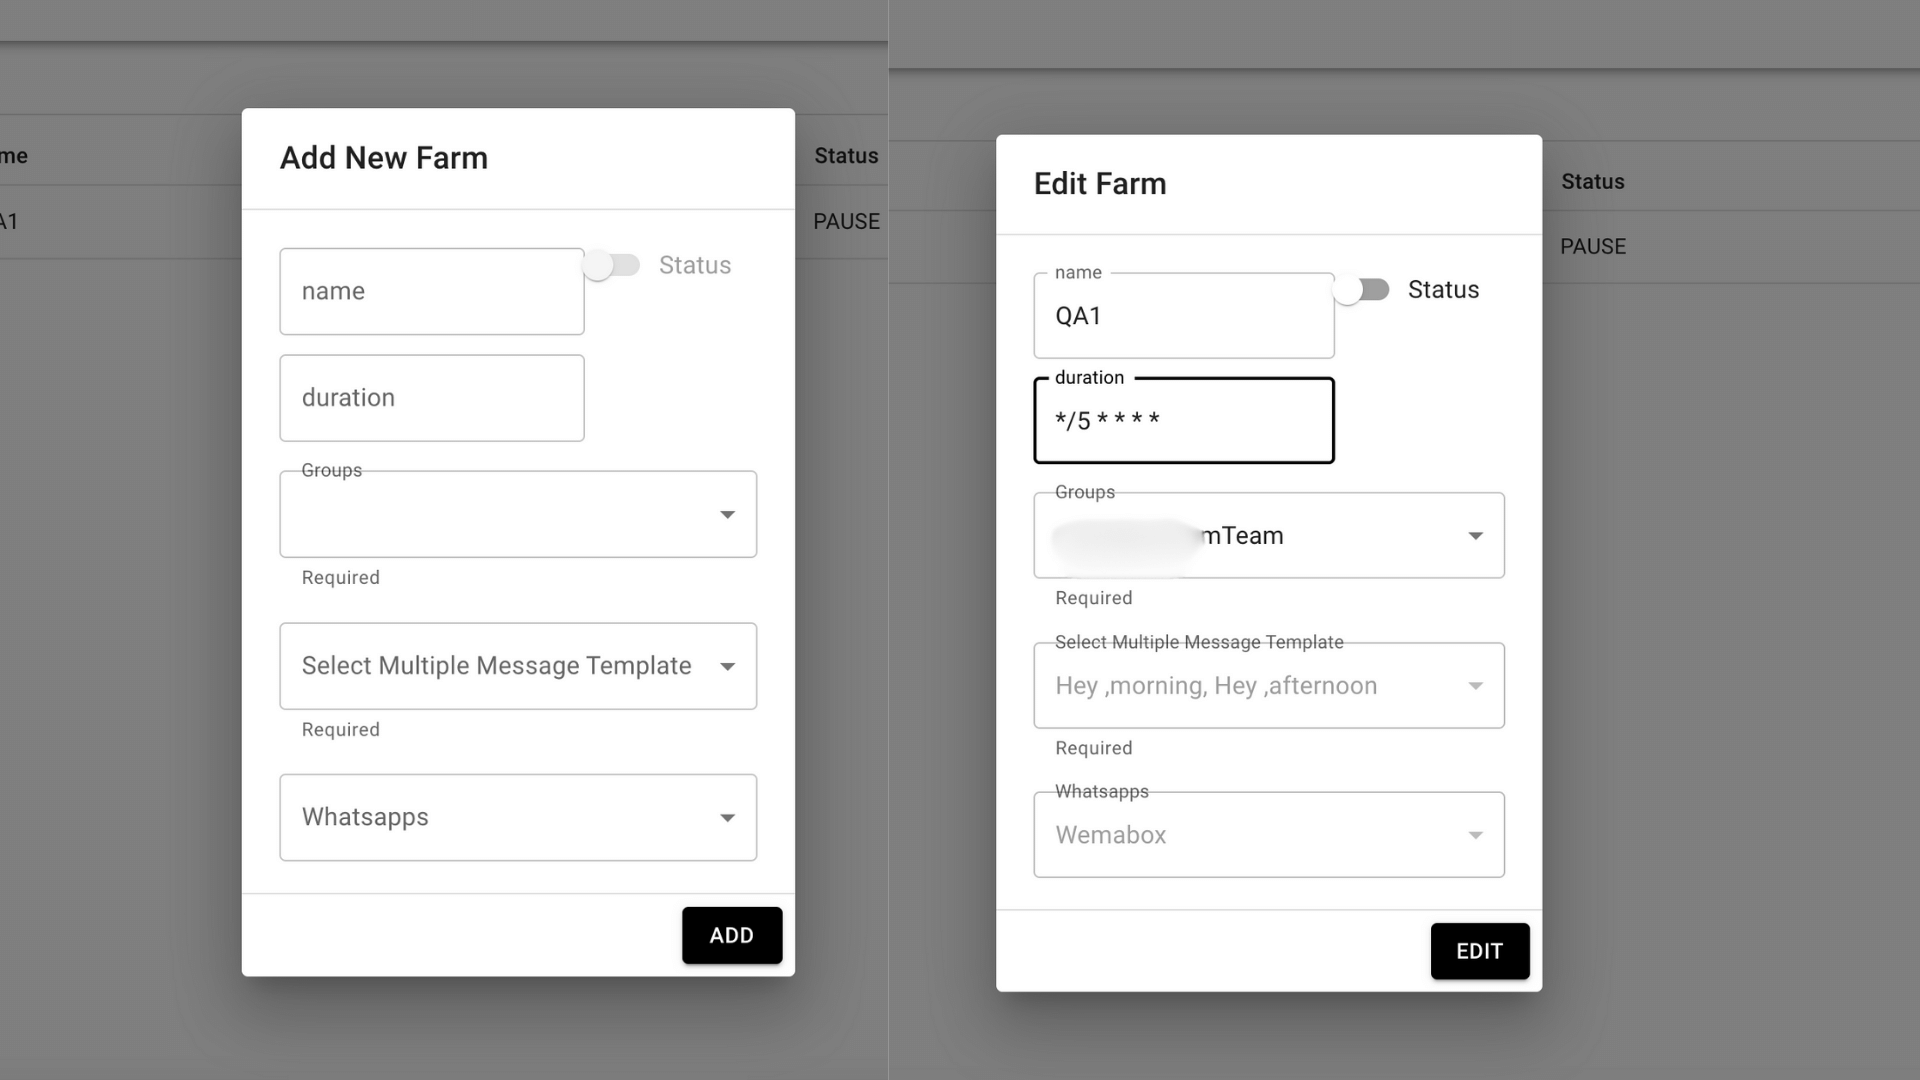 me
A1
Add New Farm
name
Status
duration
Groups
Required
Select Multiple Message Template
Required
Whatsapps
ADD
Status
PAUSE
Edit Farm
name
QA1
Status
duration
*/5 * * * *
Groups
mTeam
Required
Select Multiple Message Template
Hey ,morning, Hey ,afternoon
Required
Whatsapps
Wemabox
EDIT
Status
PAUSE